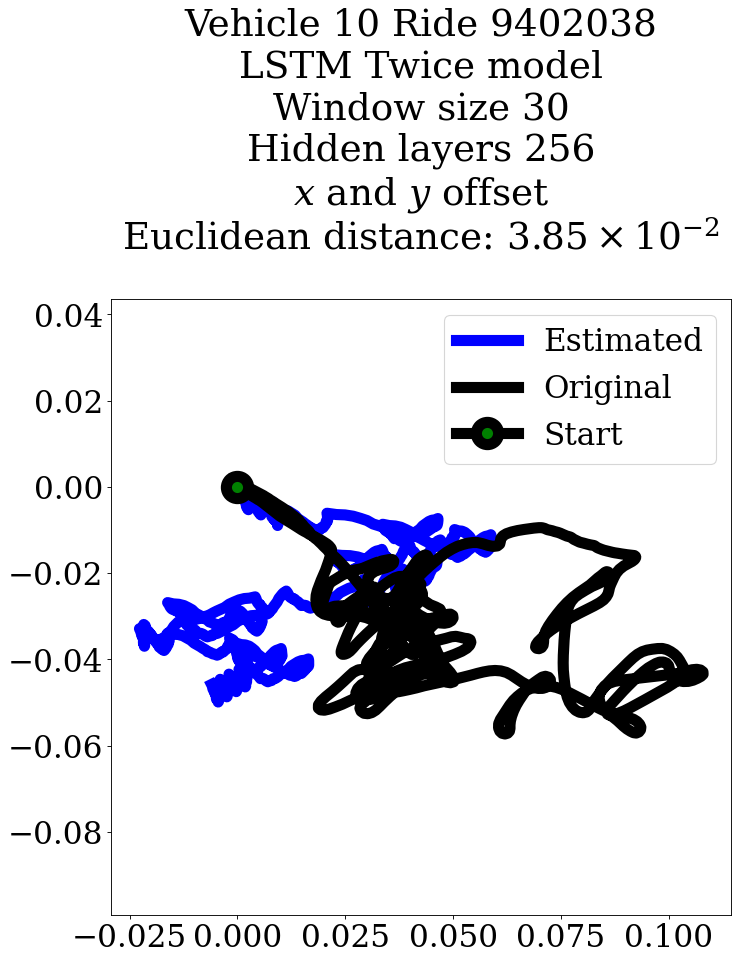 Vehicle 10 Ride 9402038
LSTM Twice model
Window size 30
Hidden layers 256
x and y offset
Euclidean distance: 3.85 × 10⁻²
Estimated
Original
Start
0.04
0.02
0.00
−0.02
−0.04
−0.06
−0.08
−0.025 0.000 0.025 0.050 0.075 0.100